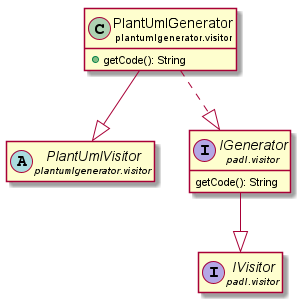 C PlantUmlGenerator
plantumlgenerator.visitor
getCode(): String
A PlantUmlVisitor
plantumlgenerator.visitor
I IGenerator
padl.visitor
getCode(): String
I IVisitor
padl.visitor